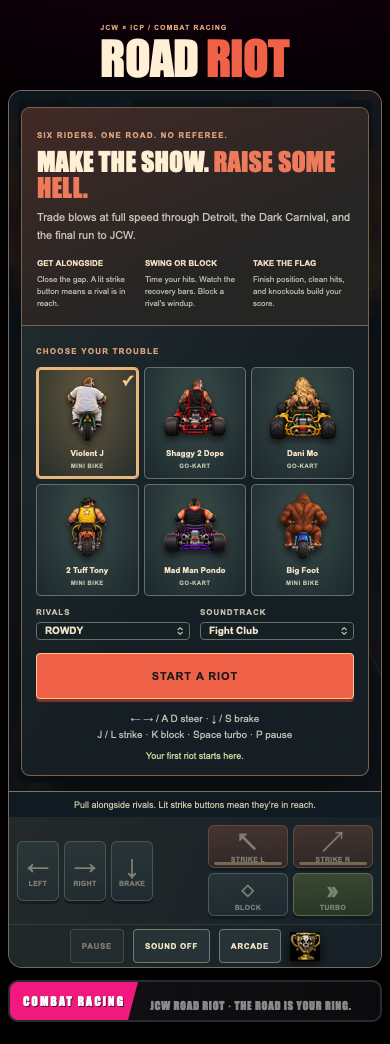 JCW × ICP / COMBAT RACING
ROAD RIOT
SIX RIDERS. ONE ROAD. NO REFEREE.
MAKE THE SHOW. RAISE SOME
HELL.
Trade blows at full speed through Detroit, the Dark Carnival, and
the final run to JCW.
GET ALONGSIDE
Close the gap. A lit strike
button means a rival is in
reach.
SWING OR BLOCK
Time your hits. Watch the
recovery bars. Block a
rival's windup.
TAKE THE FLAG
Finish position, clean hits,
and knockouts build your
score.
CHOOSE YOUR TROUBLE
✓
Violent J
MINI BIKE
Shaggy 2 Dope
GO-KART
Dani Mo
GO-KART
2 Tuff Tony
MINI BIKE
Mad Man Pondo
GO-KART
Big Foot
MINI BIKE
RIVALS
ROWDY
SOUNDTRACK
Fight Club
START A RIOT
← → / A D steer · ↓ / S brake
J / L strike · K block · Space turbo · P pause
Your first riot starts here.
Pull alongside rivals. Lit strike buttons mean they're in reach.
← LEFT
→ RIGHT
↓ BRAKE
↖ STRIKE L
↗ STRIKE R
◇ BLOCK
» TURBO
PAUSE
SOUND OFF
ARCADE
COMBAT RACING
JCW ROAD RIOT · THE ROAD IS YOUR RING.